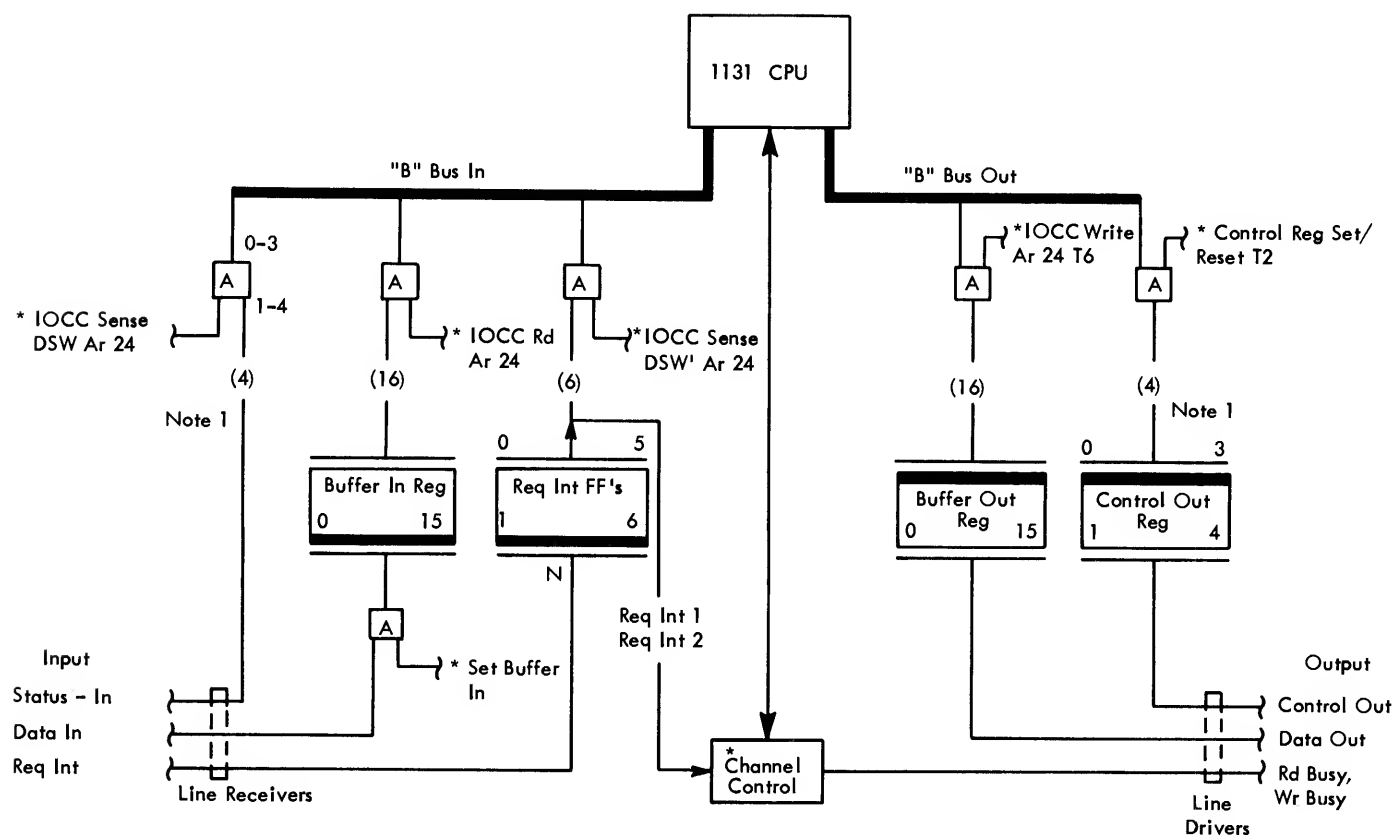 1131 CPU
"B" Bus In
"B" Bus Out
0-3
A
1-4
* IOCC Sense
DSW Ar 24
A
* IOCC Rd
Ar 24
A
* IOCC Sense
DSW' Ar 24
A
* IOCC Write
Ar 24 T6
A
* Control Reg Set/
Reset T2
(4)
(16)
(6)
(16)
(4)
Note 1
Note 1
Buffer In Reg
0 15
0 5
Req Int FF's
1 6
N
Buffer Out
Reg
0 15
0 3
Control Out
Reg
1 4
A
* Set Buffer
In
Req Int 1
Req Int 2
Input
Status - In
Data In
Req Int
Line Receivers
*
Channel
Control
Output
Control Out
Data Out
Rd Busy,
Wr Busy
Line
Drivers